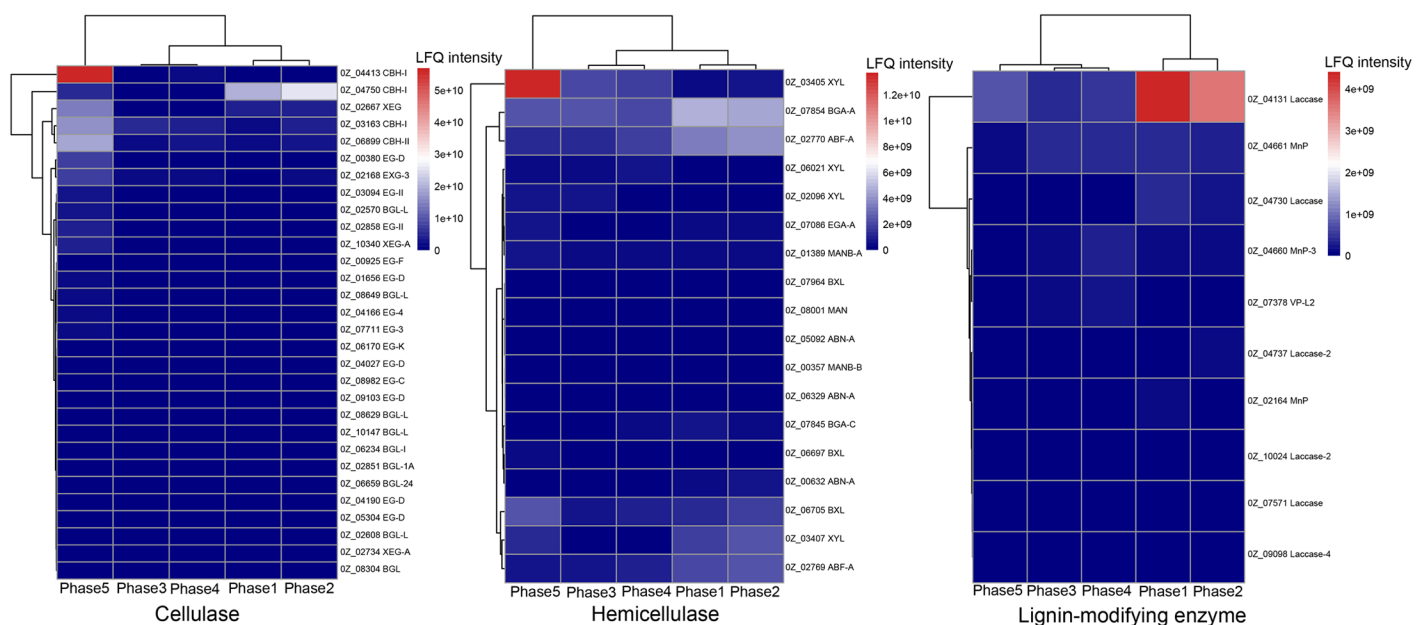 LFQ intensity
0Z_04413 CBH-I
0Z_04750 CBH-I
0Z_02667 XEG
0Z_03163 CBH-I
0Z_06899 CBH-II
0Z_00380 EG-D
0Z_02168 EXG-3
0Z_03094 EG-II
0Z_02570 BGL-L
0Z_02858 EG-II
0Z_10340 XEG-A
0Z_00925 EG-F
0Z_01656 EG-D
0Z_08649 BGL-L
0Z_04166 EG-4
0Z_07711 EG-3
0Z_06170 EG-K
0Z_04027 EG-D
0Z_08982 EG-C
0Z_09103 EG-D
0Z_08629 BGL-L
0Z_10147 BGL-L
0Z_06234 BGL-I
0Z_02851 BGL-1A
0Z_06659 BGL-24
0Z_04190 EG-D
0Z_05304 EG-D
0Z_02608 BGL-L
0Z_02734 XEG-A
0Z_08304 BGL
5e+10
4e+10
3e+10
2e+10
1e+10
0
Phase5 Phase3 Phase4 Phase1 Phase2
Cellulase
LFQ intensity
0Z_03405 XYL
0Z_07854 BGA-A
0Z_02770 ABF-A
0Z_06021 XYL
0Z_02096 XYL
0Z_07086 EGA-A
0Z_01389 MANB-A
0Z_07964 BXL
0Z_08001 MAN
0Z_05092 ABN-A
0Z_00357 MANB-B
0Z_06329 ABN-A
0Z_07845 BGA-C
0Z_06697 BXL
0Z_00632 ABN-A
0Z_06705 BXL
0Z_03407 XYL
0Z_02769 ABF-A
1.2e+10
1e+10
8e+09
6e+09
4e+09
2e+09
0
Phase5 Phase3 Phase4 Phase1 Phase2
Hemicellulase
LFQ intensity
0Z_04131 Laccase
0Z_04661 MnP
0Z_04730 Laccase
0Z_04660 MnP-3
0Z_07378 VP-L2
0Z_04737 Laccase-2
0Z_02164 MnP
0Z_10024 Laccase-2
0Z_07571 Laccase
0Z_09098 Laccase-4
4e+09
3e+09
2e+09
1e+09
0
Phase5 Phase3 Phase4 Phase1 Phase2
Lignin-modifying enzyme